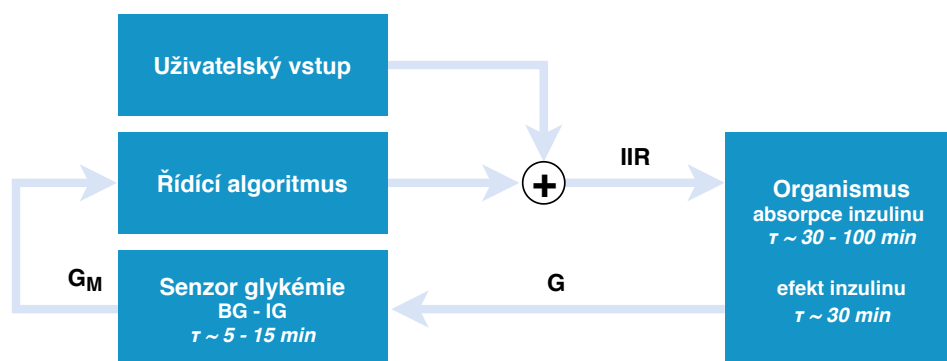 Uživatelský vstup
Řídící algoritmus
+
IIR
Organismus
absorpce inzulinu
τ ~ 30 - 100 min
efekt inzulinu
τ ~ 30 min
G
Senzor glykémie
BG - IG
τ ~ 5 - 15 min
GM